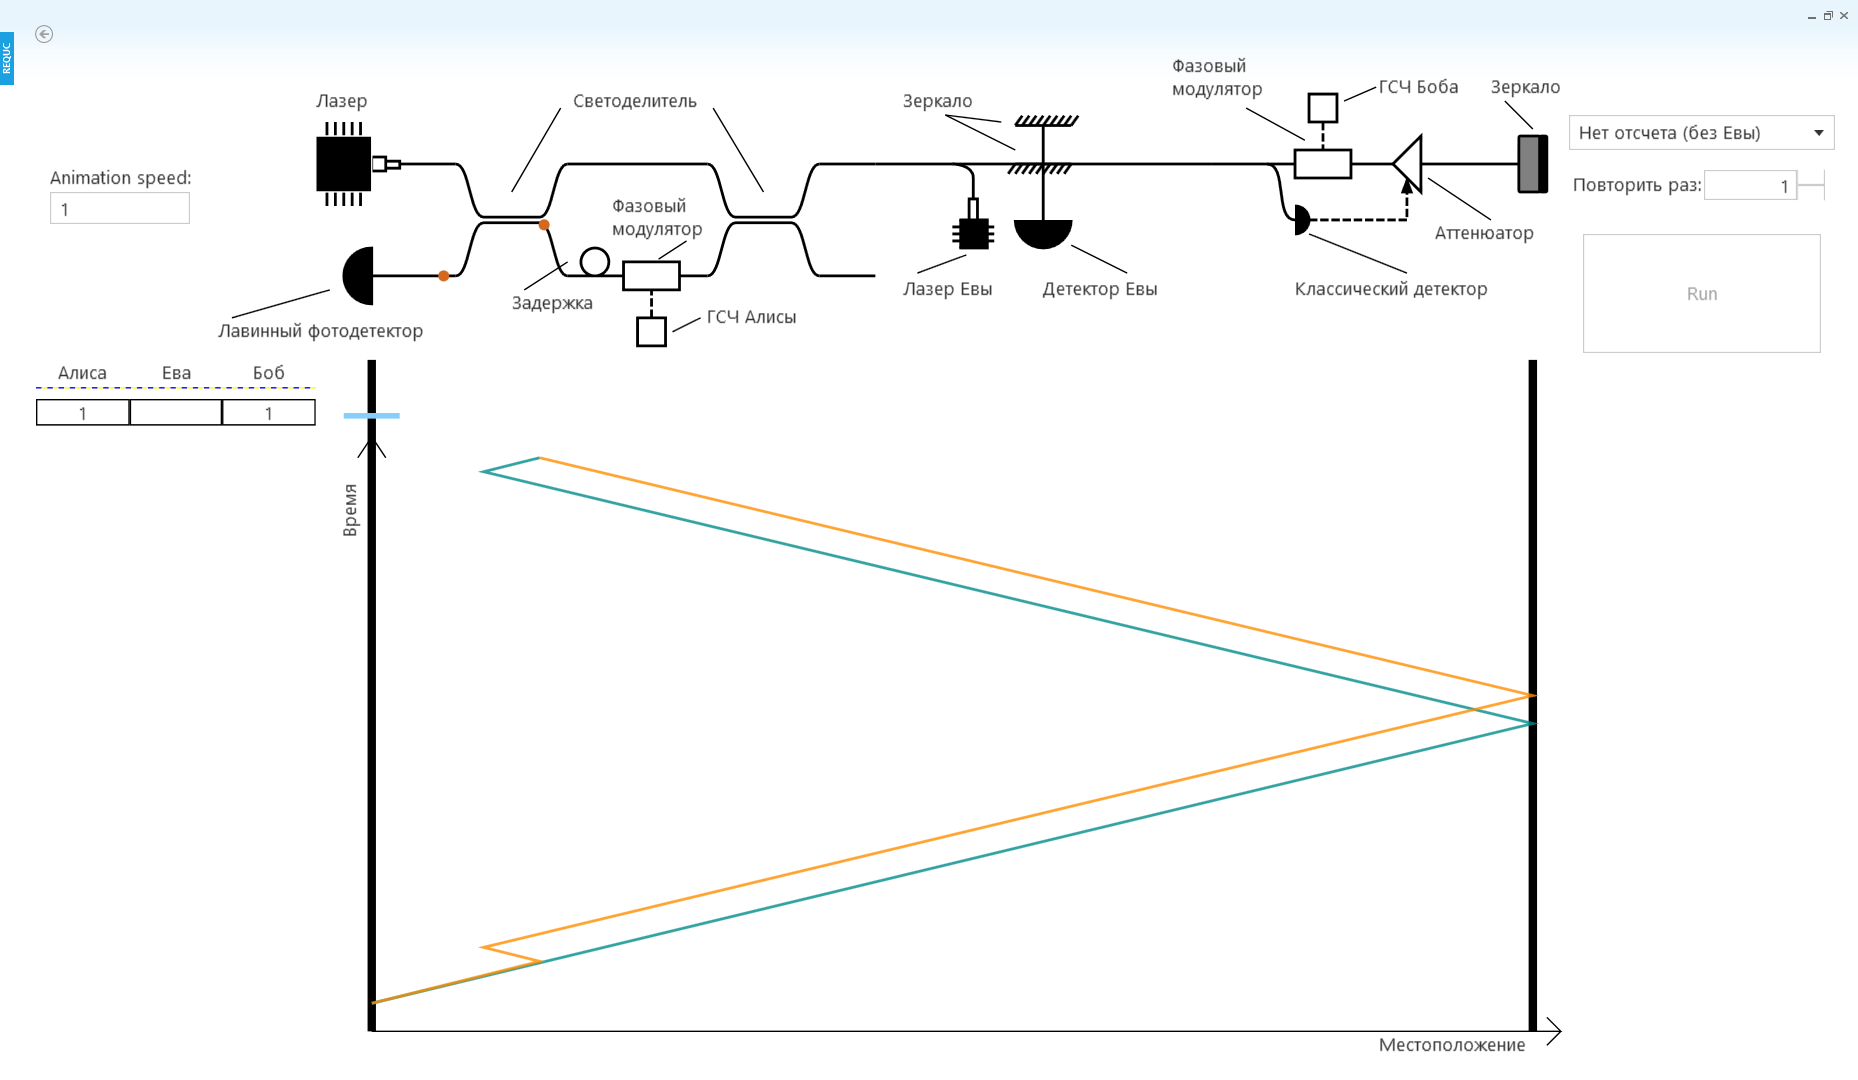 REQUC
Фазовый
модулятор
ГСЧ Боба
Зеркало
Лазер
Светоделитель
Зеркало
Нет отсчета (без Евы)
Animation speed:
1
Повторить раз:
1
Фазовый
модулятор
Аттенюатор
Run
Задержка
Лазер Евы
Детектор Евы
Классический детектор
ГСЧ Алисы
Лавинный фотодетектор
Алиса
Ева
Боб
1
1
Время
Местоположение